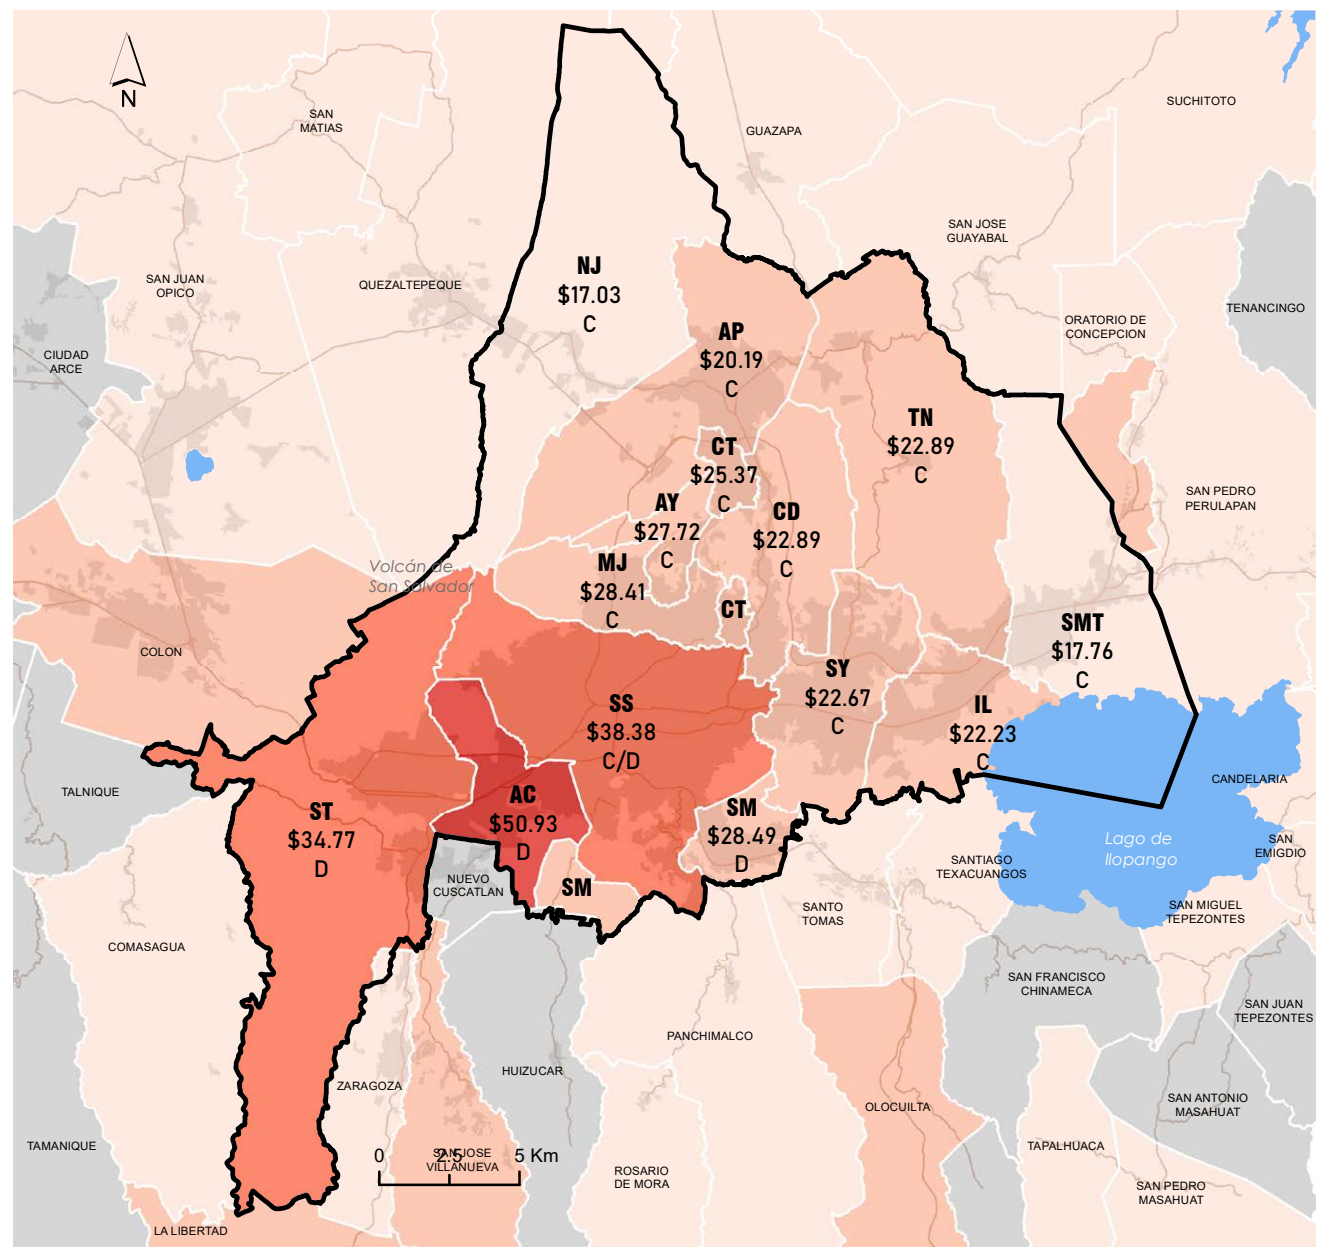 N
SUCHITOTO
SAN
MATIAS
GUAZAPA
SAN JOSE
GUAYABAL
SAN JUAN
OPICO
QUEZALTEPEQUE
NJ
$17.03
C
TENANCINGO
ORATORIO DE
CONCEPCION
AP
$20.19
C
CIUDAD
ARCE
TN
$22.89
C
CT
$25.37
C
AY
$27.72
C
CD
$22.89
C
SAN PEDRO
PERULAPAN
MJ
$28.41
C
Volcán de
San Salvador
CT
SMT
$17.76
C
COLON
SY
$22.67
C
SS
$38.38
C/D
IL
$22.23
C
CANDELARIA
TALNIQUE
ST
$34.77
D
AC
$50.93
D
SM
$28.49
D
Lago de
Ilopango
SAN
EMIGDIO
SANTIAGO
TEXACUANGOS
NUEVO
CUSCATLAN
SM
SANTO
TOMAS
SAN MIGUEL
TEPEZONTES
COMASAGUA
SAN FRANCISCO
CHINAMECA
SAN JUAN
TEPEZONTES
PANCHIMALCO
HUIZUCAR
ZARAGOZA
OLOCUILTA
SAN ANTONIO
MASAHUAT
TAMANIQUE
TAPALHUACA
0 2.5 5 Km
SAN JOSE
VILLANUEVA
ROSARIO
DE MORA
SAN PEDRO
MASAHUAT
LA LIBERTAD